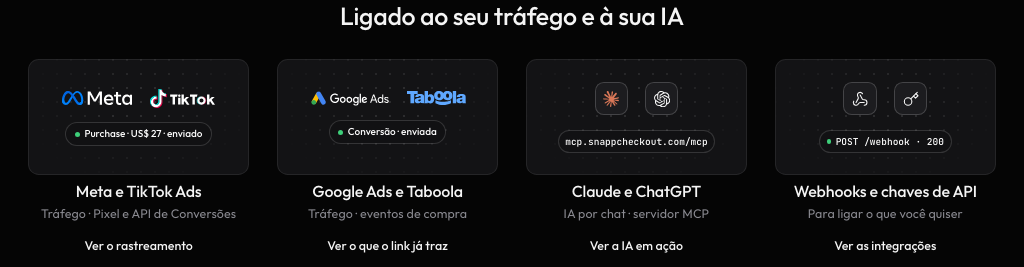 Ligado ao seu tráfego e à sua IA
Meta TikTok
Purchase · US$ 27 · enviado
Meta e TikTok Ads
Tráfego · Pixel e API de Conversões
Ver o rastreamento
Google Ads Taboola
Conversão · enviada
Google Ads e Taboola
Tráfego · eventos de compra
Ver o que o link já traz
mcp.snappcheckout.com/mcp
Claude e ChatGPT
IA por chat · servidor MCP
Ver a IA em ação
POST /webhook · 200
Webhooks e chaves de API
Para ligar o que você quiser
Ver as integrações